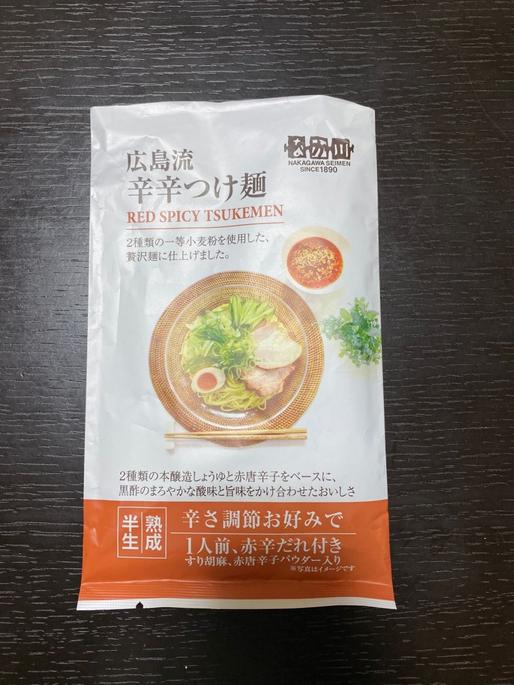 なか川
NAKAGAWA SEIMEN
SINCE1890
広島流
辛辛つけ麺
RED SPICY TSUKEMEN
2種類の一等小麦粉を使用した、
贅沢麺に仕上げました。
2種類の本醸造しょうゆと赤唐辛子をベースに、
黒酢のまろやかな酸味と旨味をかけ合わせたおいしさ
熟成
半生
辛さ調節お好みで
1人前、赤辛だれ付き
すり胡麻、赤唐辛子パウダー入り
※写真はイメージです